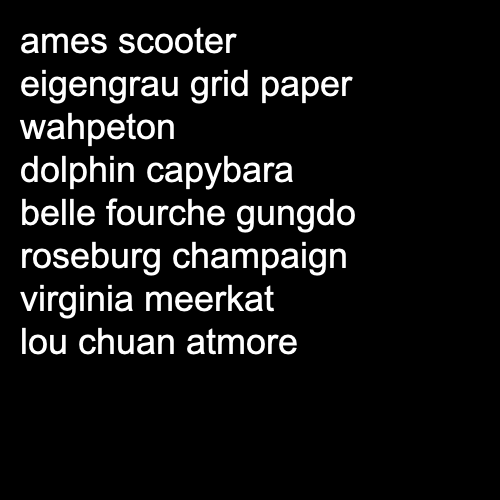 ames scooter
eigengrau grid paper
wahpeton
dolphin capybara
belle fourche gungdo
roseburg champaign
virginia meerkat
lou chuan atmore